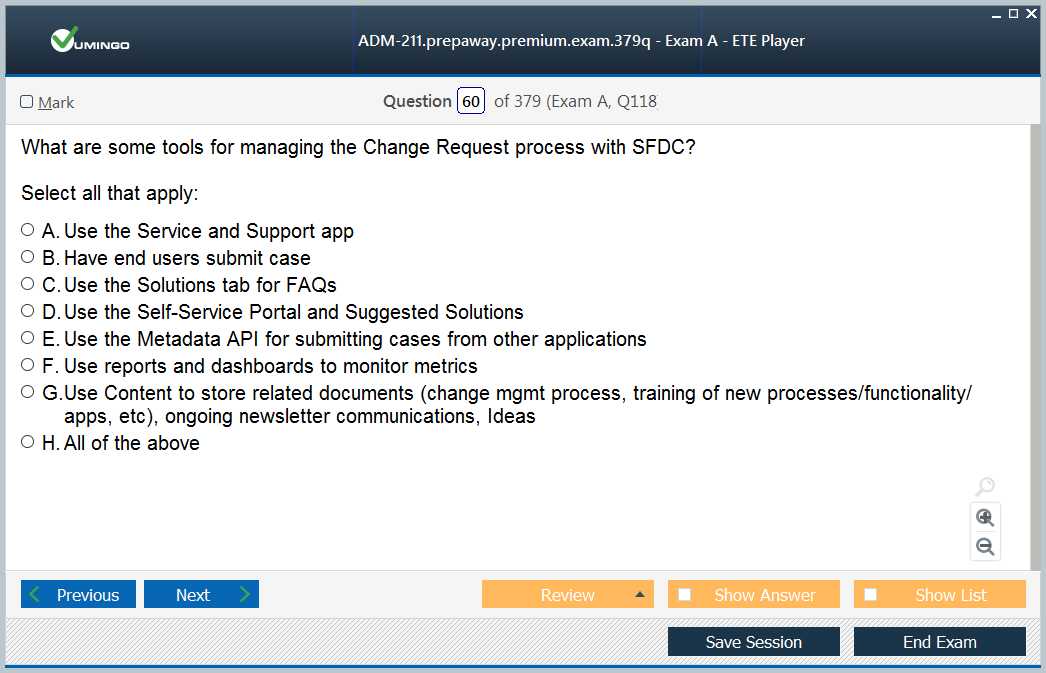 VUMINGO
ADM-211.prepaway.premium.exam.379q - Exam A - ETE Player
Mark
Question 60 of 379 (Exam A, Q118)
What are some tools for managing the Change Request process with SFDC?
Select all that apply:
A. Use the Service and Support app
B. Have end users submit case
C. Use the Solutions tab for FAQs
D. Use the Self-Service Portal and Suggested Solutions
E. Use the Metadata API for submitting cases from other applications
F. Use reports and dashboards to monitor metrics
G. Use Content to store related documents (change mgmt process, training of new processes/functionality/
apps, etc), ongoing newsletter communications, Ideas
H. All of the above
Previous Next Review Show Answer Show List
Save Session End Exam